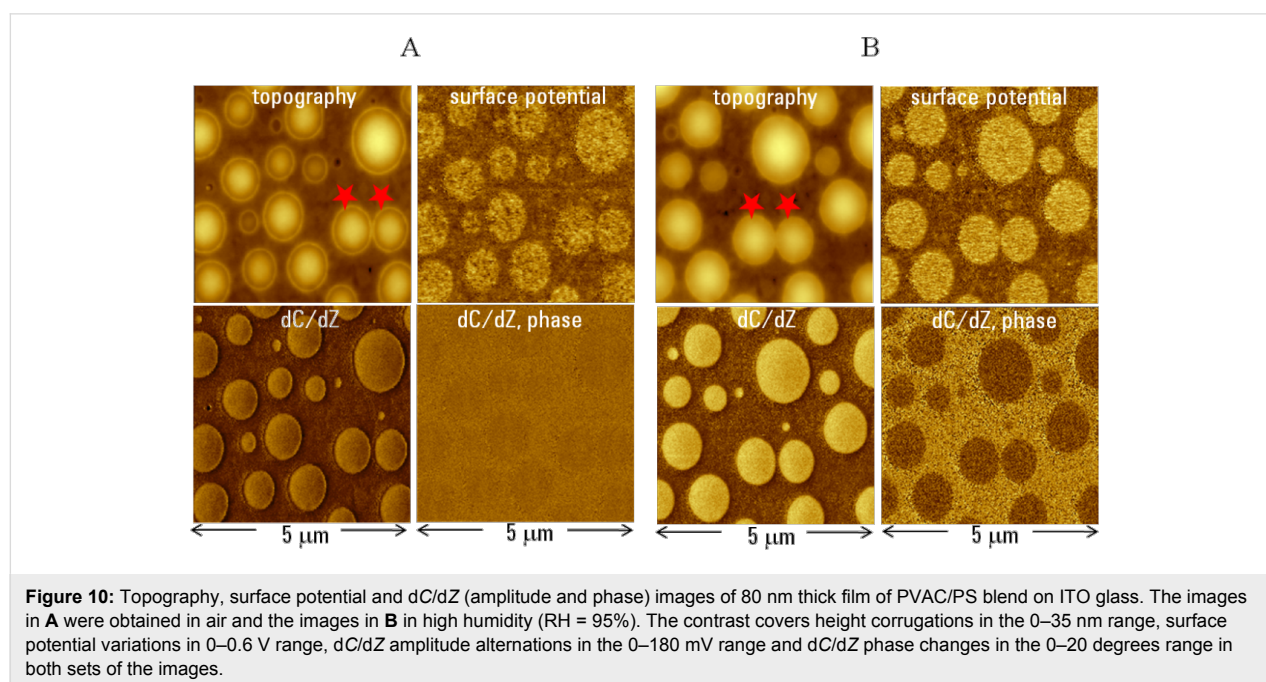 A
B
topography
surface potential
topography
surface potential
dC/dZ
dC/dZ, phase
dC/dZ
dC/dZ, phase
5 μm
5 μm
5 μm
5 μm
Figure 10: Topography, surface potential and dC/dZ (amplitude and phase) images of 80 nm thick film of PVAC/PS blend on ITO glass. The images
in A were obtained in air and the images in B in high humidity (RH = 95%). The contrast covers height corrugations in the 0–35 nm range, surface
potential variations in 0–0.6 V range, dC/dZ amplitude alternations in the 0–180 mV range and dC/dZ phase changes in the 0–20 degrees range in
both sets of the images.